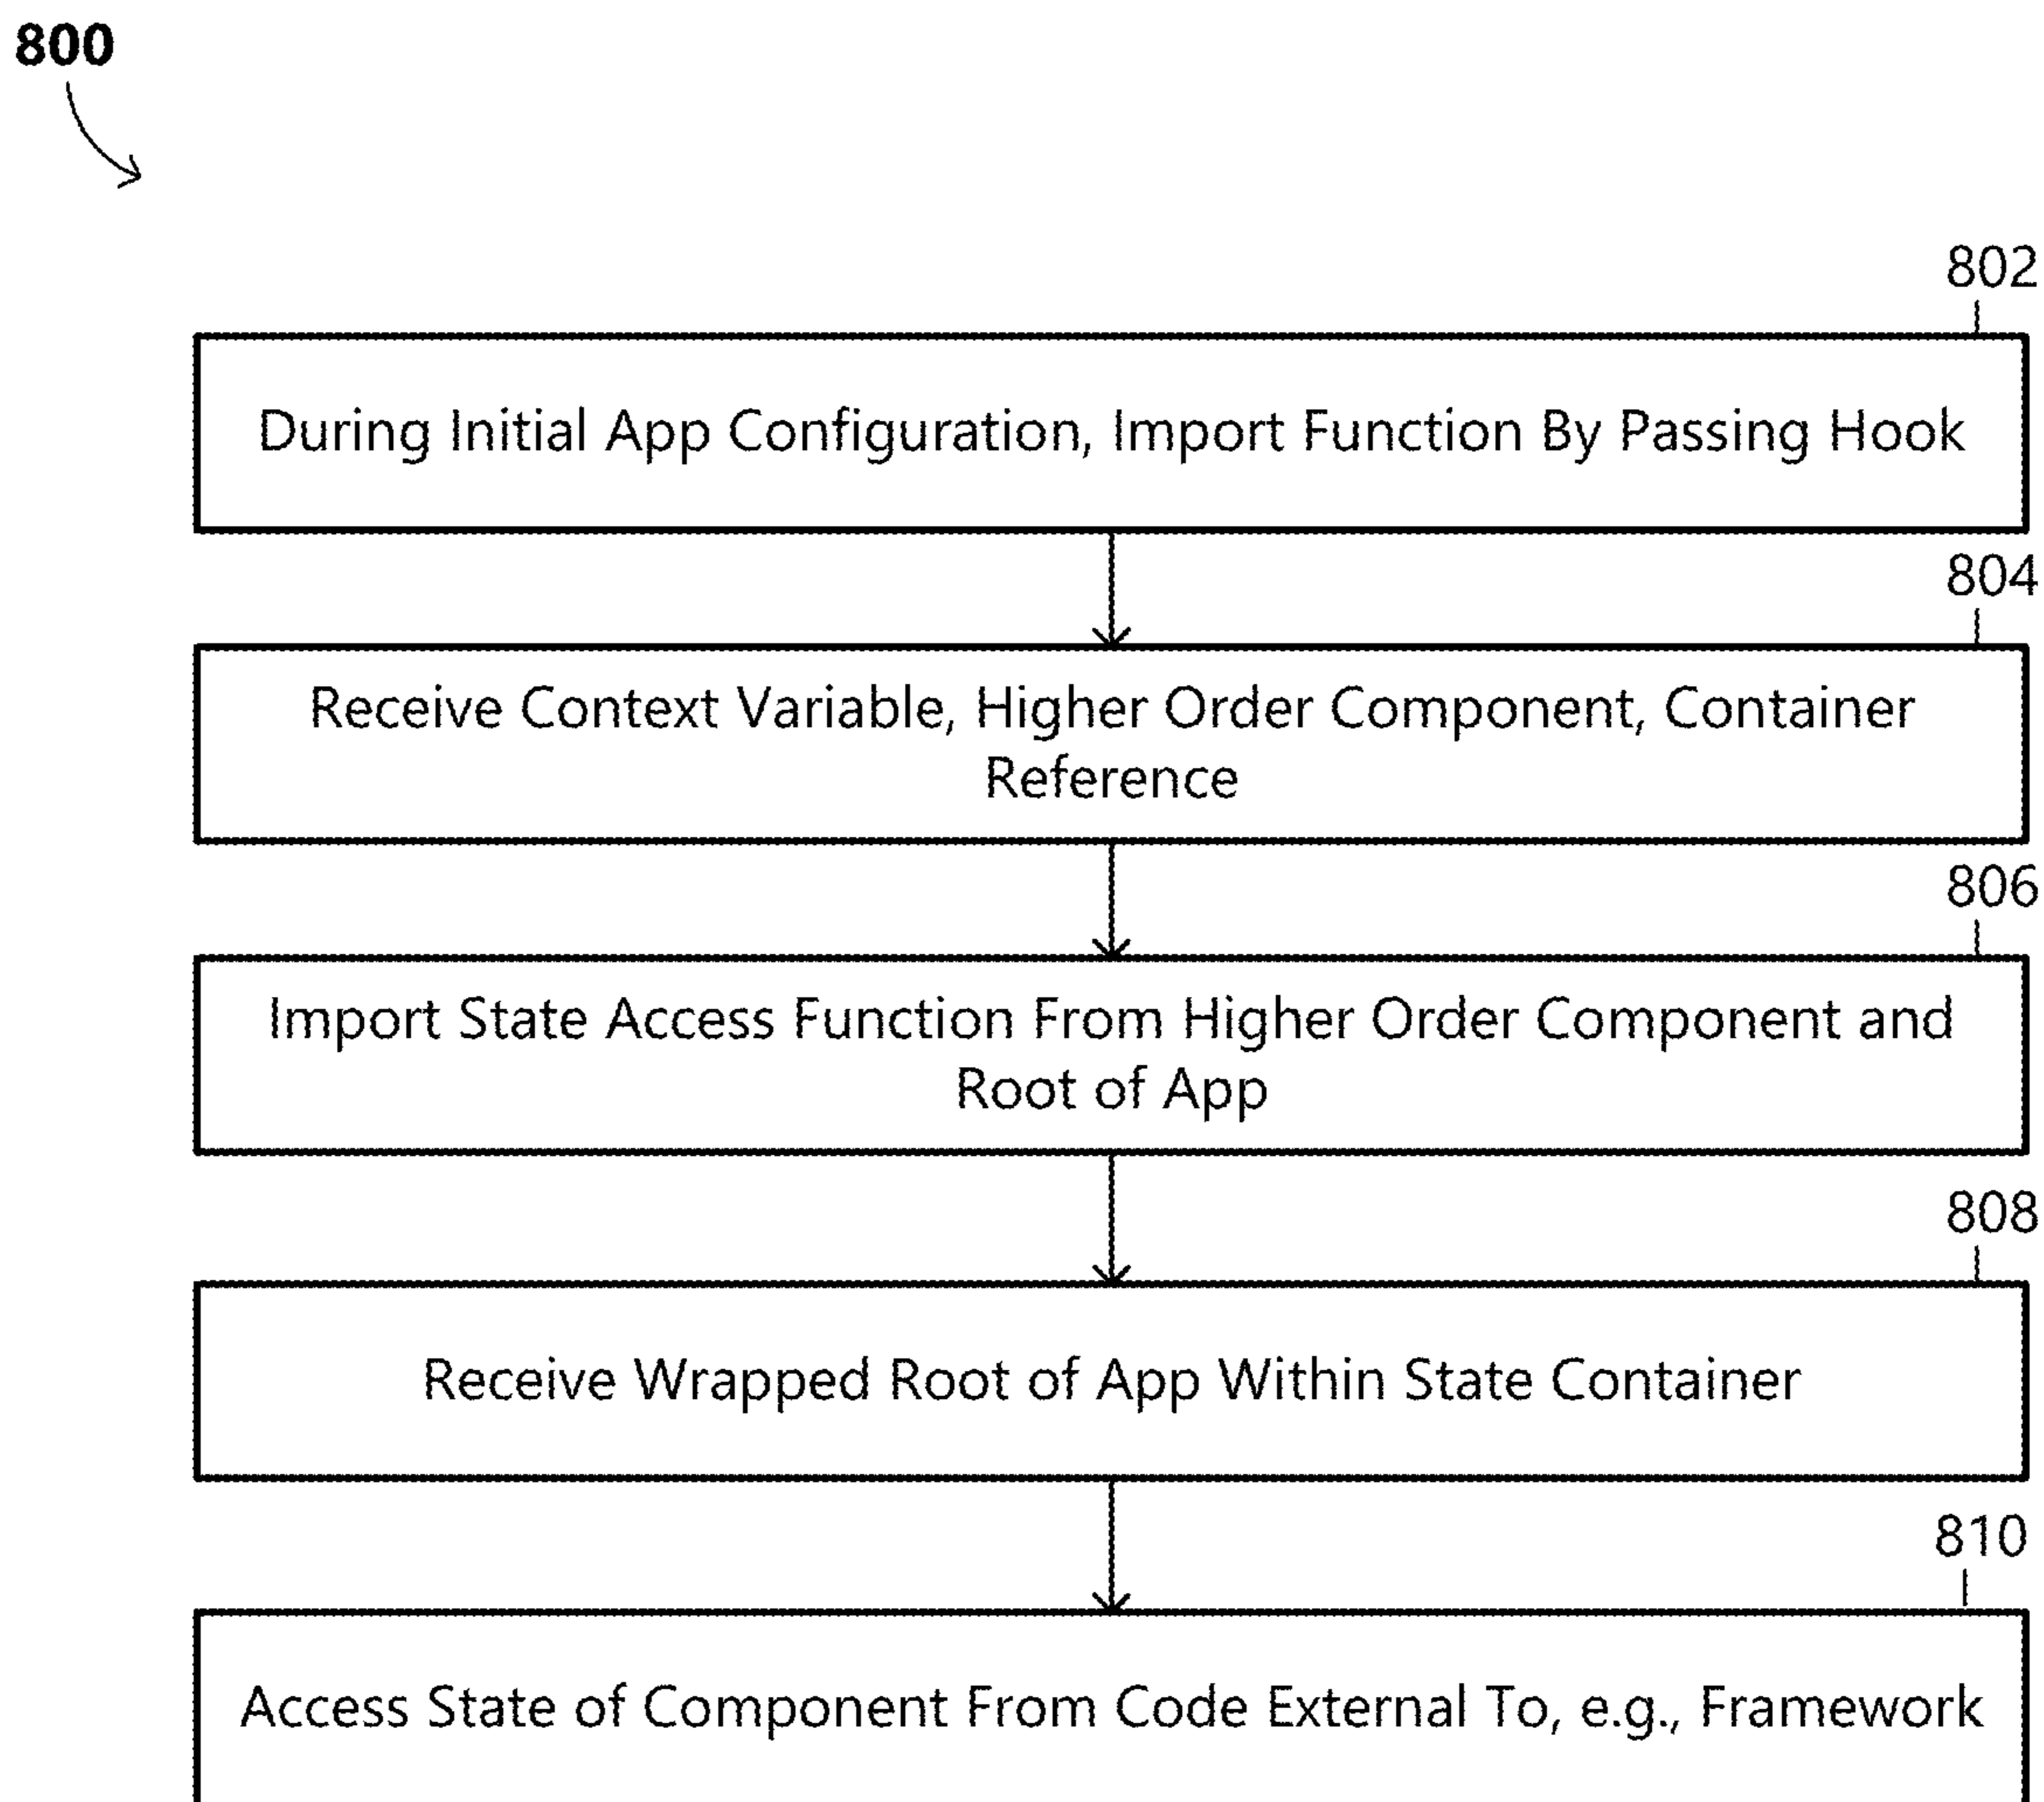 800
802
During Initial App Configuration, Import Function By Passing Hook
804
Receive Context Variable, Higher Order Component, Container
Reference
806
Import State Access Function From Higher Order Component and
Root of App
808
Receive Wrapped Root of App Within State Container
810
Access State of Component From Code External To, e.g., Framework